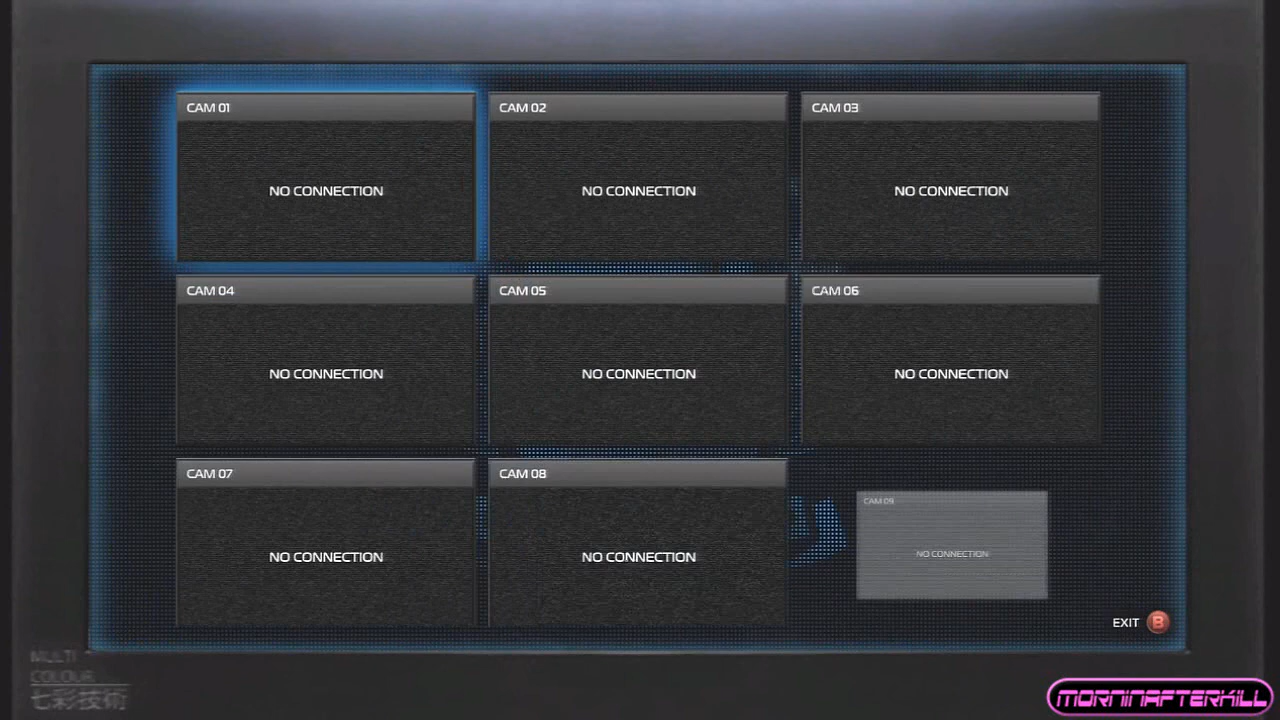 CAM 01
CAM 02
CAM 03
NO CONNECTION
NO CONNECTION
NO CONNECTION
CAM 04
CAM 05
CAM 06
NO CONNECTION
NO CONNECTION
NO CONNECTION
CAM 07
CAM 08
CAM 09
NO CONNECTION
NO CONNECTION
NO CONNECTION
EXIT B
MULTI
COLOUR
七彩技術
MORNINAFTERKILL